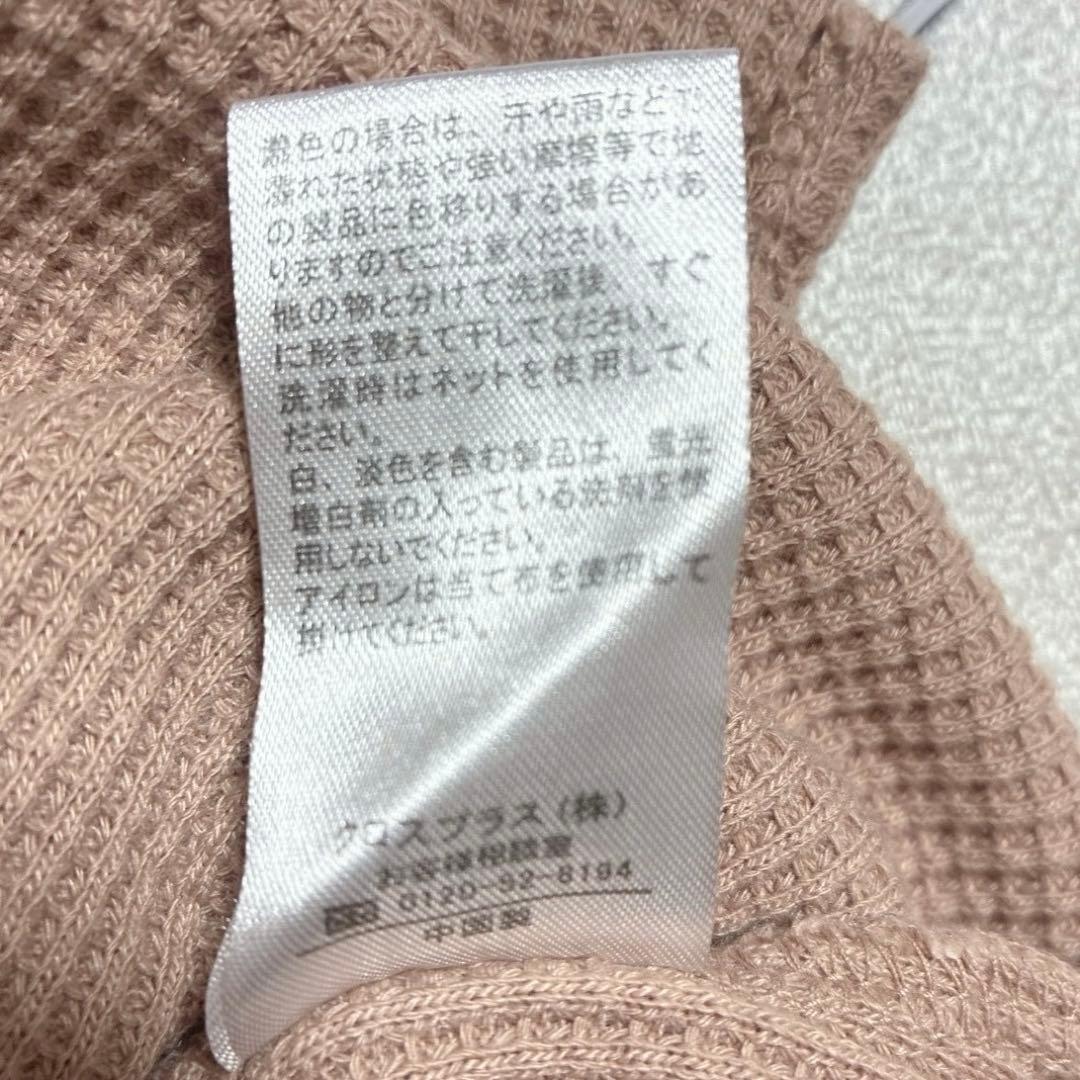 濃色の場合は、汗や雨などで
濡れた状態や強い摩擦等で他
の製品に色移りする場合があ
りますのでご注意ください。
他の物と分けて洗濯後、すぐ
に形を整えて干してください。
洗濯時はネットを使用してく
ださい。
白、淡色を含む製品は、蛍光
増白剤の入っている洗剤は使
用しないでください。
アイロンは当て布を使用して
掛けてください。
クロスプラス(株)
お客様相談室
0120-32-8194
中国製